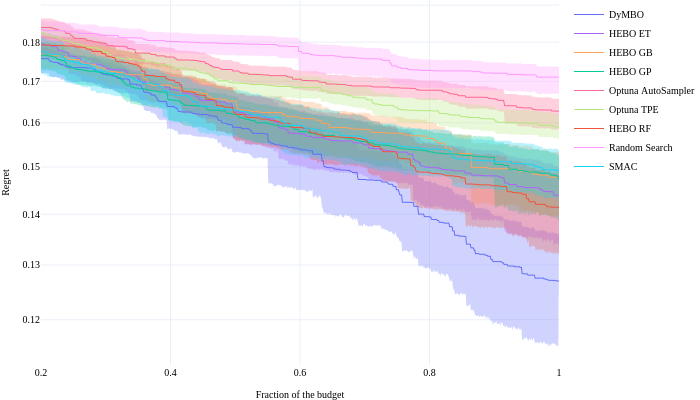 0.18
0.17
0.16
0.15
0.14
0.13
0.12
Regret
0.2
0.4
0.6
0.8
1
Fraction of the budget
DyMBO
HEBO ET
HEBO GB
HEBO GP
Optuna AutoSampler
Optuna TPE
HEBO RF
Random Search
SMAC